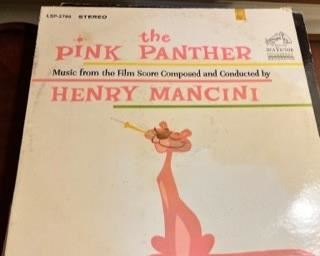 LSP-2795 STEREO
the
PINK PANTHER
RCA VICTOR
Music from the Film Score Composed and Conducted by
HENRY MANCINI